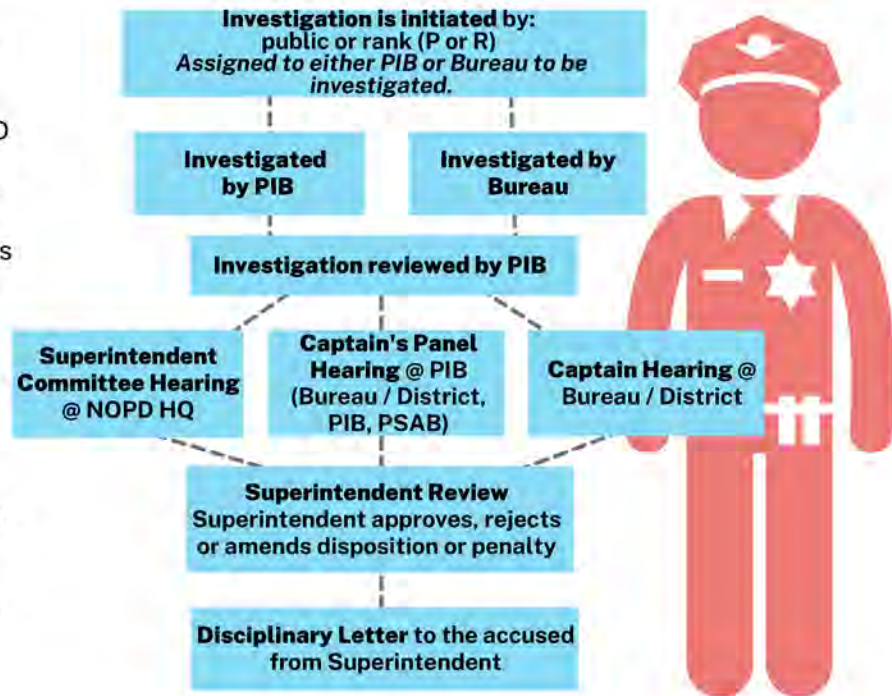 Investigation is initiated by:
public or rank (P or R)
Assigned to either PIB or Bureau to be
investigated.
Investigated
by PIB
Investigated by
Bureau
Investigation reviewed by PIB
Superintendent
Committee Hearing
@ NOPD HQ
Captain's Panel
Hearing @ PIB
(Bureau / District,
PIB, PSAB)
Captain Hearing @
Bureau / District
Superintendent Review
Superintendent approves, rejects
or amends disposition or penalty
Disciplinary Letter to the accused
from Superintendent